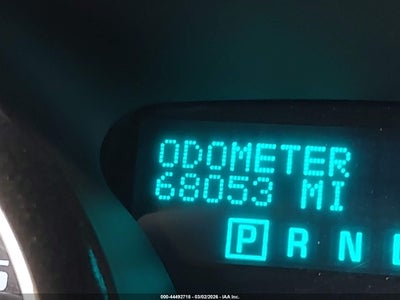 ODOMETER
68053 MI
P R N
000-44492718 - 03/02/2026 - IAA Inc.